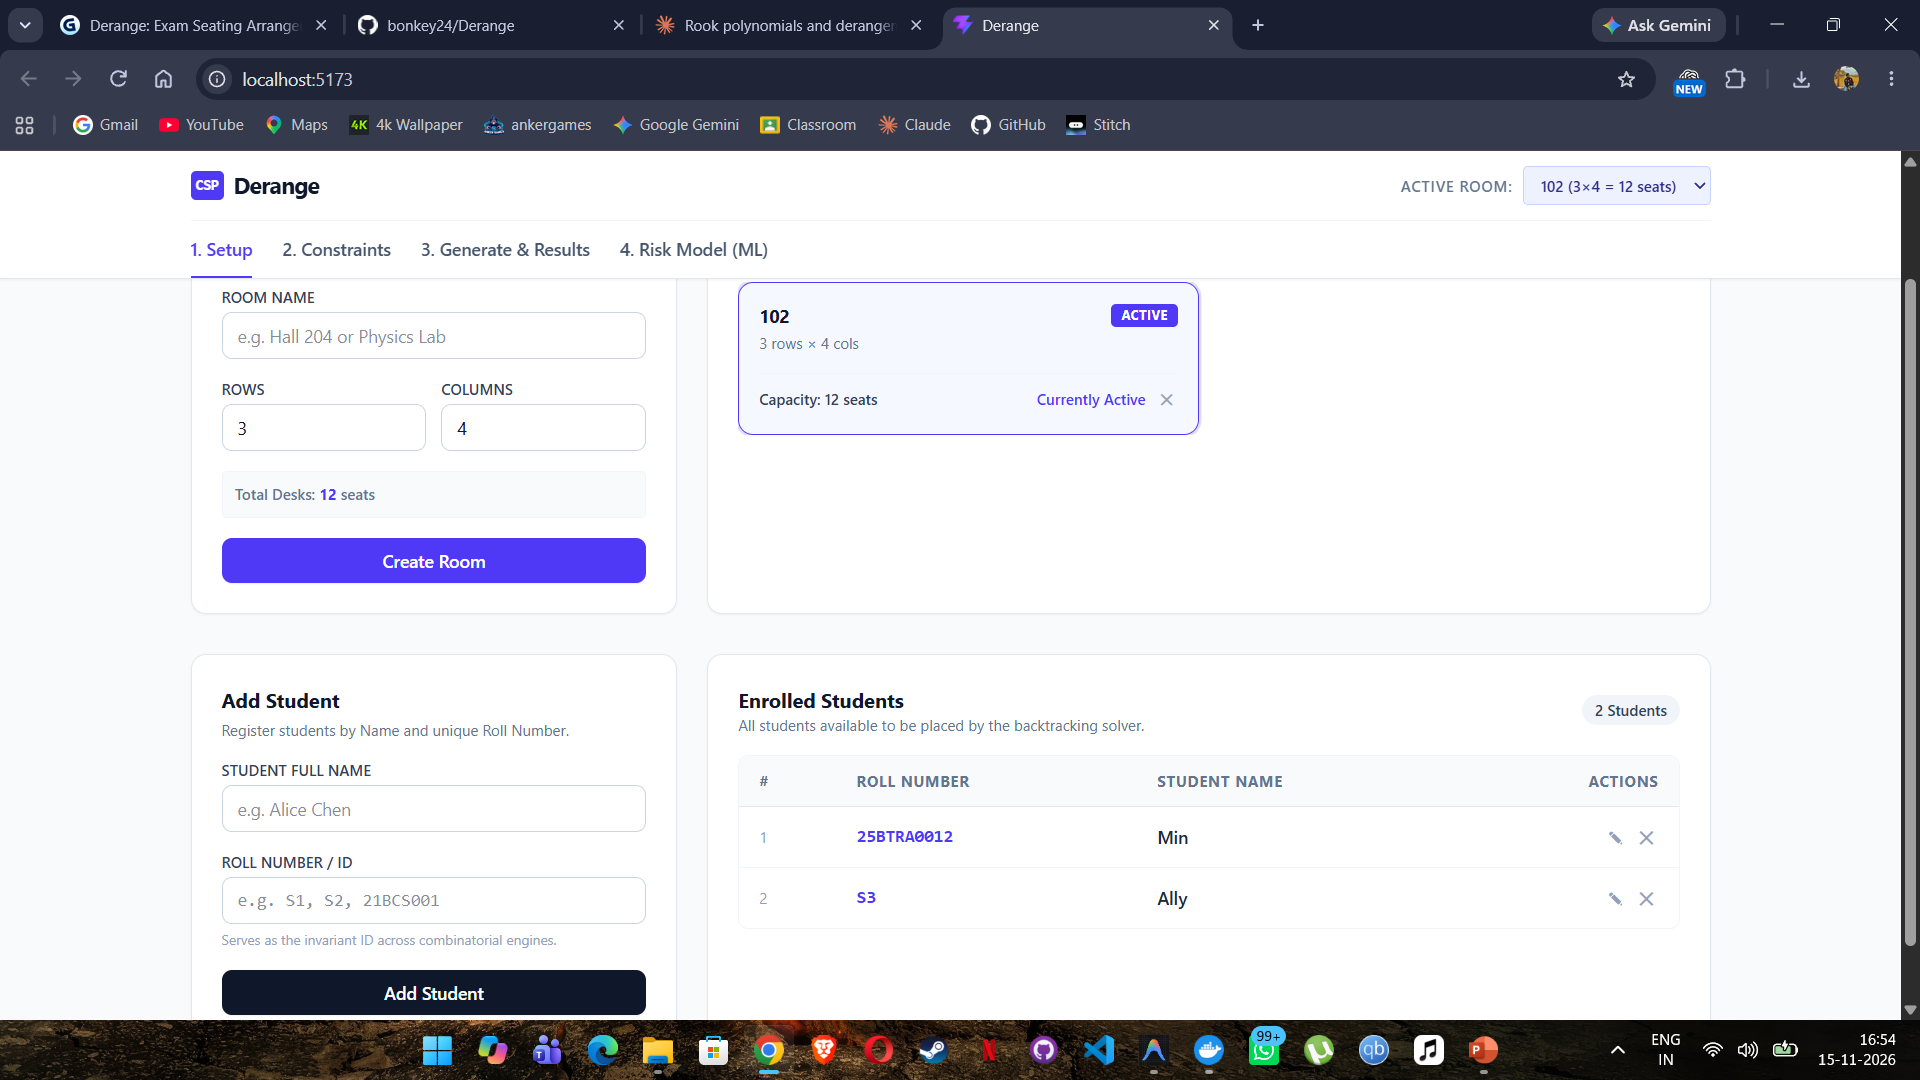 Derange: Exam Seating Arrange
bonkey24/Derange
Rook polynomials and deranger
Derange
Ask Gemini
localhost:5173
NEW
Gmail
YouTube
Maps
4K
4k Wallpaper
ankergames
Google Gemini
Classroom
Claude
GitHub
Stitch
CSP
Derange
ACTIVE ROOM:
102 (3×4 = 12 seats)
1. Setup
2. Constraints
3. Generate & Results
4. Risk Model (ML)
ROOM NAME
e.g. Hall 204 or Physics Lab
ROWS
COLUMNS
3
4
Total Desks: 12 seats
Create Room
102
ACTIVE
3 rows × 4 cols
Capacity: 12 seats
Currently Active
Add Student
Register students by Name and unique Roll Number.
STUDENT FULL NAME
e.g. Alice Chen
ROLL NUMBER / ID
e.g. S1, S2, 21BCS001
Serves as the invariant ID across combinatorial engines.
Add Student
Enrolled Students
2 Students
All students available to be placed by the backtracking solver.
# ROLL NUMBER STUDENT NAME ACTIONS
1 25BTRA0012 Min
2 S3 Ally
99+
qb
ENG
IN
16:54
15-11-2026